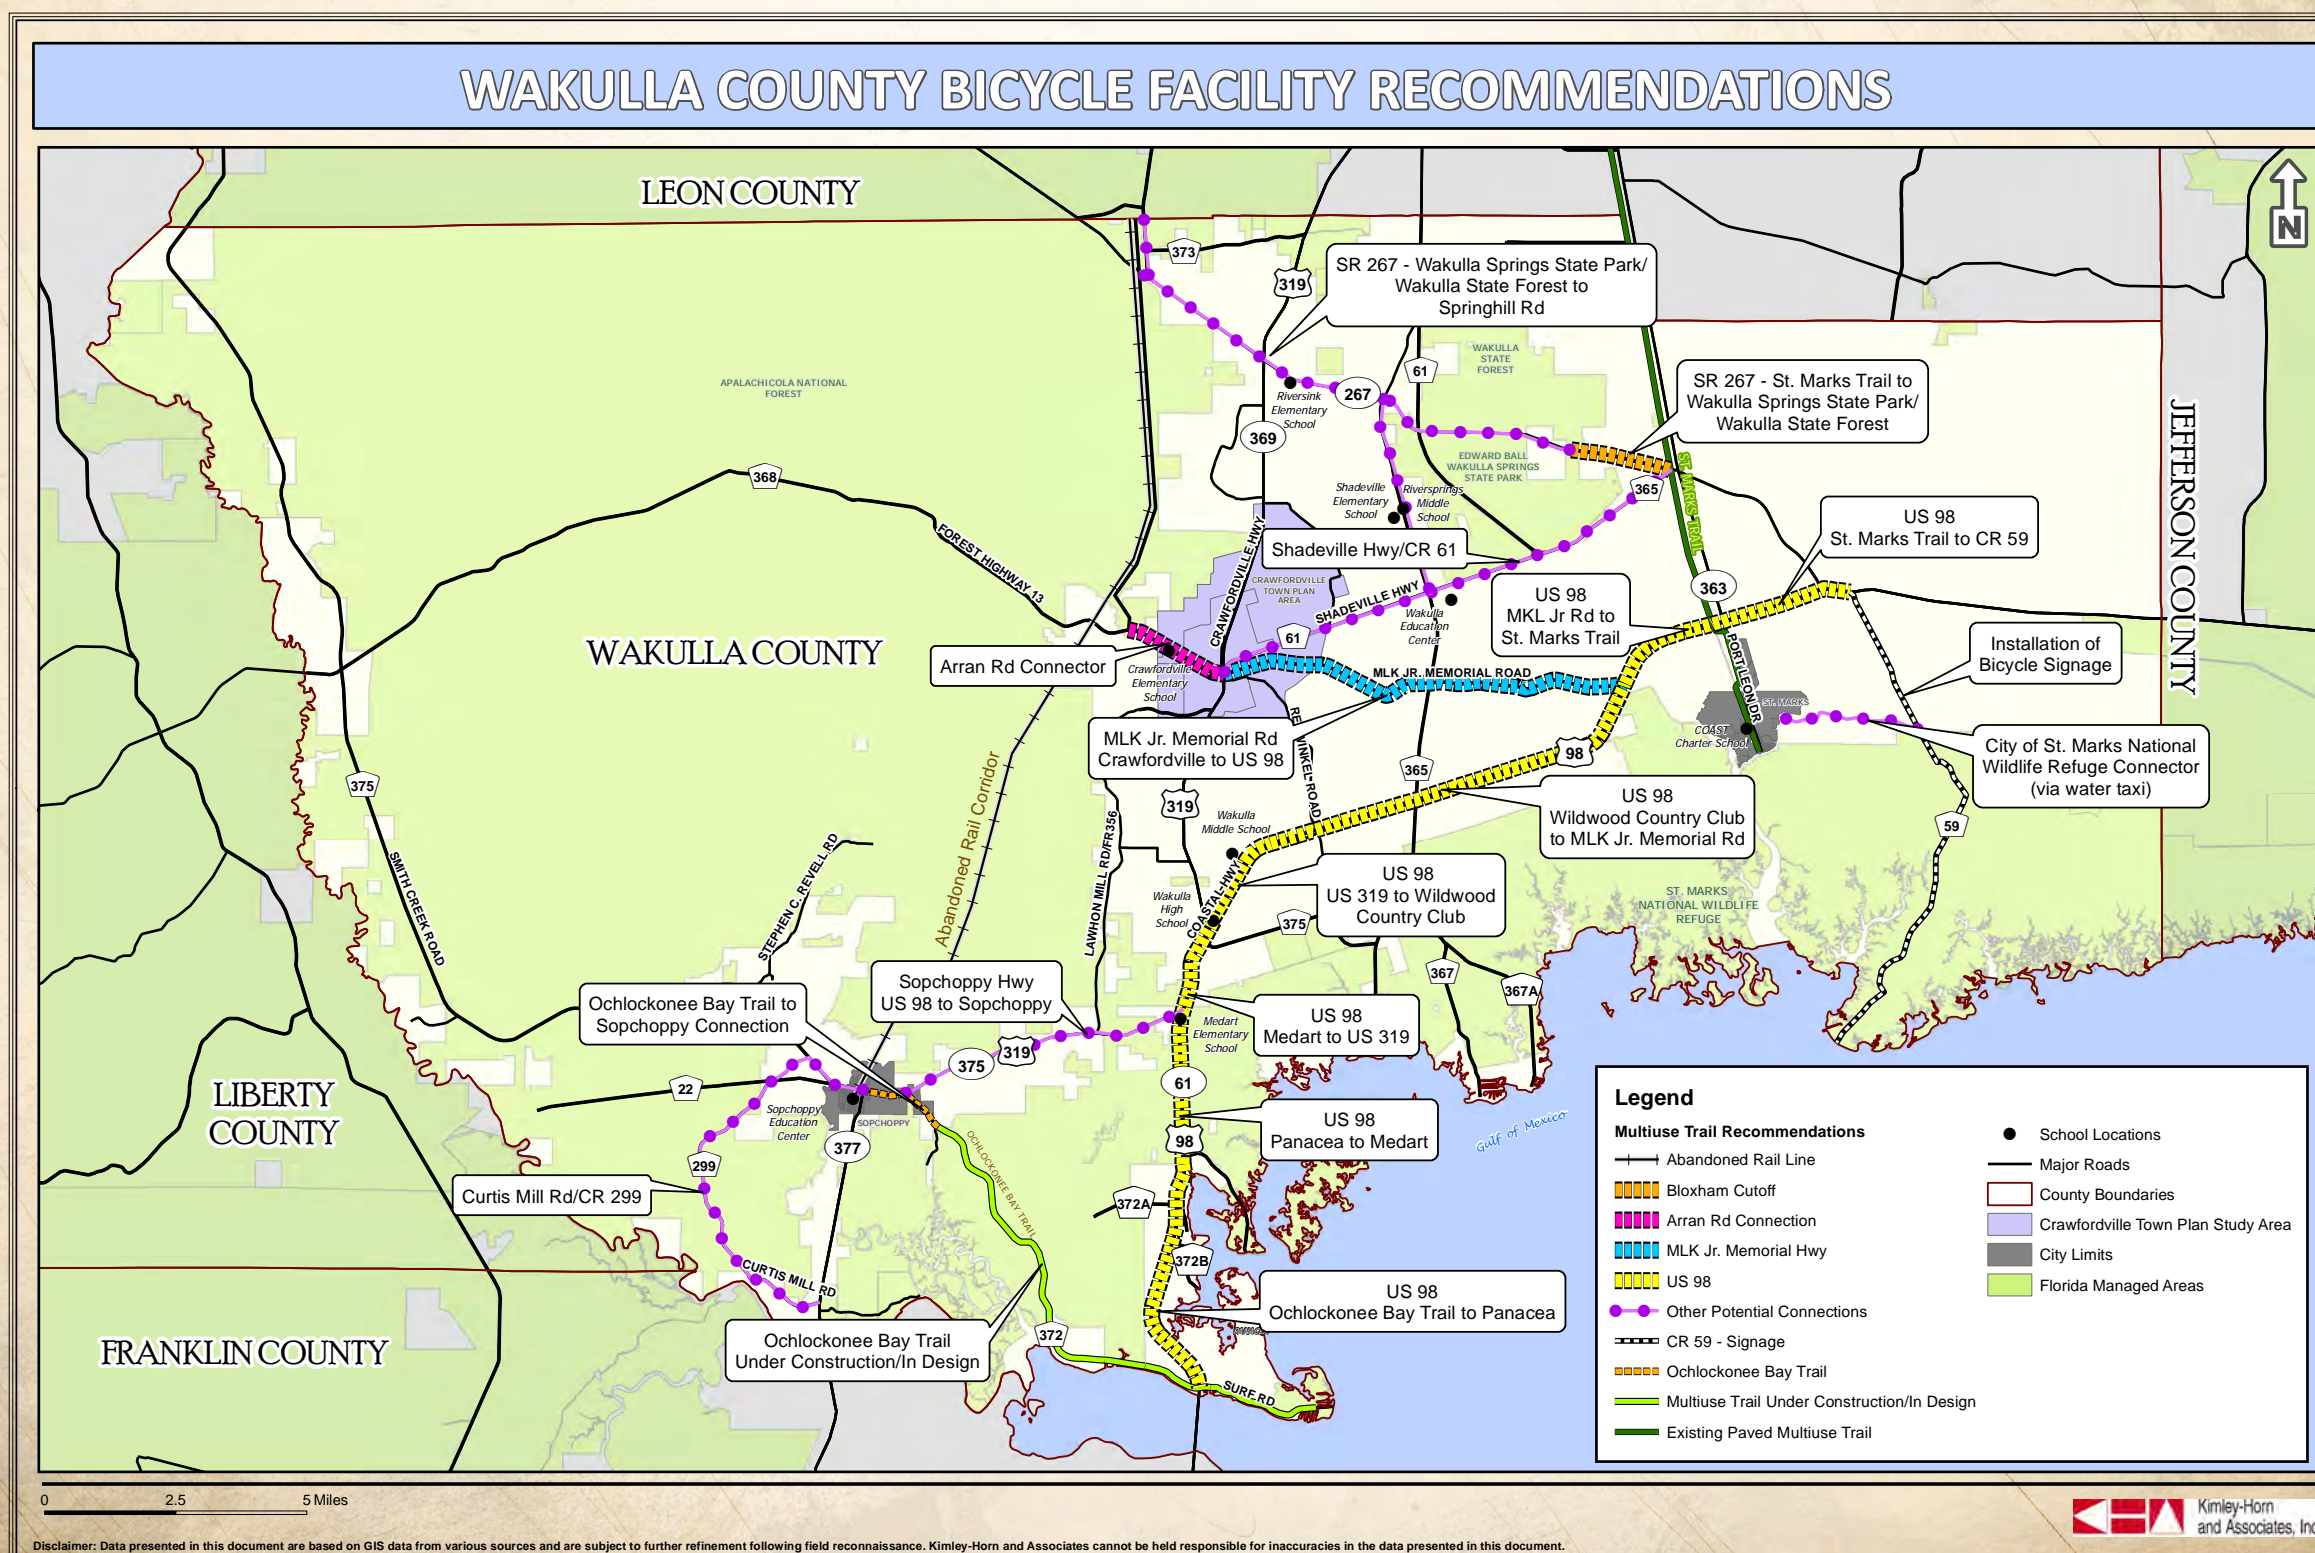 WAKULLA COUNTY BICYCLE FACILITY RECOMMENDATIONS
LEON COUNTY
N
373
319
SR 267 - Wakulla Springs State Park/
Wakulla State Forest to
Springhill Rd
WAKULLA
STATE
FOREST
61
APALACHICOLA NATIONAL
FOREST
267
Riversink
Elementary
School
SR 267 - St. Marks Trail to
Wakulla Springs State Park/
Wakulla State Forest
JEFFERSON COUNTY
369
368
EDWARD BALL
WAKULLA SPRINGS
STATE PARK
365
ST. MARKS TRAIL
Shadeville
Elementary
School
Riversprings
Middle
School
US 98
St. Marks Trail to CR 59
FOREST HIGHWAY 13
CRAWFORDVILLE HWY
Shadeville Hwy/CR 61
CRAWFORDVILLE
TOWN PLAN
AREA
SHADEVILLE HWY
Wakulla
Education
Center
US 98
MKL Jr Rd to
St. Marks Trail
363
61
WAKULLA COUNTY
Arran Rd Connector
Crawfordville
Elementary
School
MLK JR. MEMORIAL ROAD
PORT LEON DR
Installation of
Bicycle Signage
ST. MARKS
COAST
Charter School
MLK Jr. Memorial Rd
Crawfordville to US 98
98
City of St. Marks National
Wildlife Refuge Connector
(via water taxi)
375
Abandoned Rail Corridor
319
365
US 98
Wildwood Country Club
to MLK Jr. Memorial Rd
59
Wakulla
Middle School
SMITH CREEK ROAD
STEPHEN C. REVELL RD
LAWHON MILL RD/FR356
COASTAL HWY
US 98
US 319 to Wildwood
Country Club
Wakulla
High
School
375
ST. MARKS
NATIONAL WILDLIFE
REFUGE
367
367A
Sopchoppy Hwy
US 98 to Sopchoppy
Ochlockonee Bay Trail to
Sopchoppy Connection
US 98
Medart to US 319
Medart
Elementary
School
319
375
22
61
LIBERTY
COUNTY
Sopchoppy
Education
Center
SOPCHOPPY
377
OCHLOCKONEE BAY TRAIL
98
US 98
Panacea to Medart
Gulf of Mexico
299
Curtis Mill Rd/CR 299
372A
372B
CURTIS MILL RD
US 98
Ochlockonee Bay Trail to Panacea
FRANKLIN COUNTY
Ochlockonee Bay Trail
Under Construction/In Design
372
SURF RD
Legend
Multiuse Trail Recommendations
Abandoned Rail Line
Bloxham Cutoff
Arran Rd Connection
MLK Jr. Memorial Hwy
US 98
Other Potential Connections
CR 59 - Signage
Ochlockonee Bay Trail
Multiuse Trail Under Construction/In Design
Existing Paved Multiuse Trail
School Locations
Major Roads
County Boundaries
Crawfordville Town Plan Study Area
City Limits
Florida Managed Areas
0 2.5 5 Miles
Kimley-Horn
and Associates, Inc
Disclaimer: Data presented in this document are based on GIS data from various sources and are subject to further refinement following field reconnaissance. Kimley-Horn and Associates cannot be held responsible for inaccuracies in the data presented in this document.